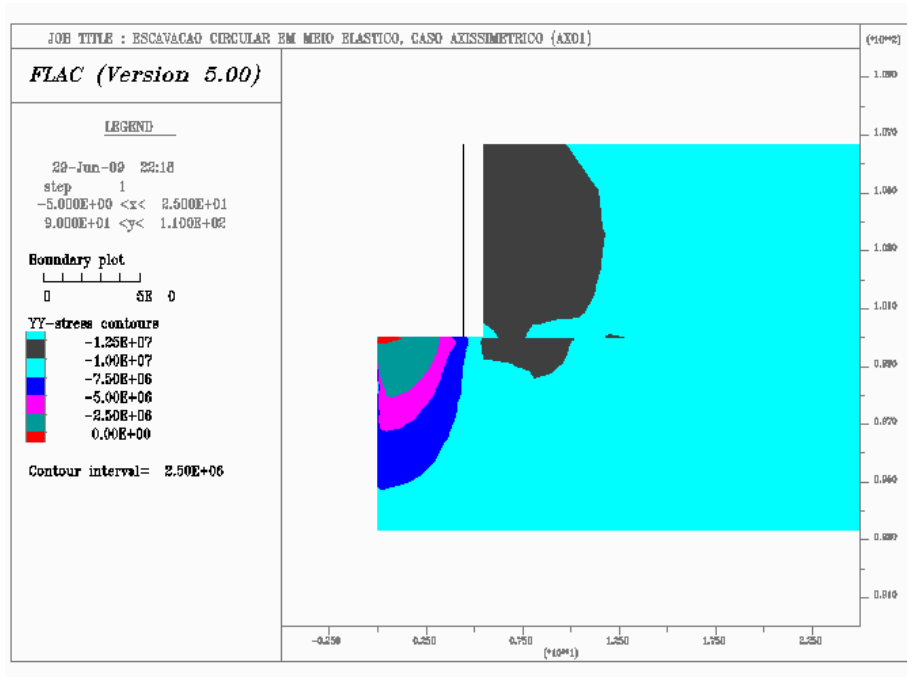 JOB TITLE : ESCAVACAO CIRCULAR EM MEIO ELASTICO, CASO AXISSIMETRICO (AX01)
(*10**2)
FLAC (Version 5.00)
LEGEND
29-Jun-09 22:18
step 1
-5.000E+00 <x< 2.500E+01
9.000E+01 <y< 1.100E+02
Boundary plot
0 5E 0
YY-stress contours
-1.25E+07
-1.00E+07
-7.50E+06
-5.00E+06
-2.50E+06
0.00E+00
Contour interval= 2.50E+06
1.090
1.070
1.050
1.030
1.010
0.990
0.970
0.950
0.930
0.910
-0.250 0.250 0.750 1.250 1.750 2.250
(*10**1)